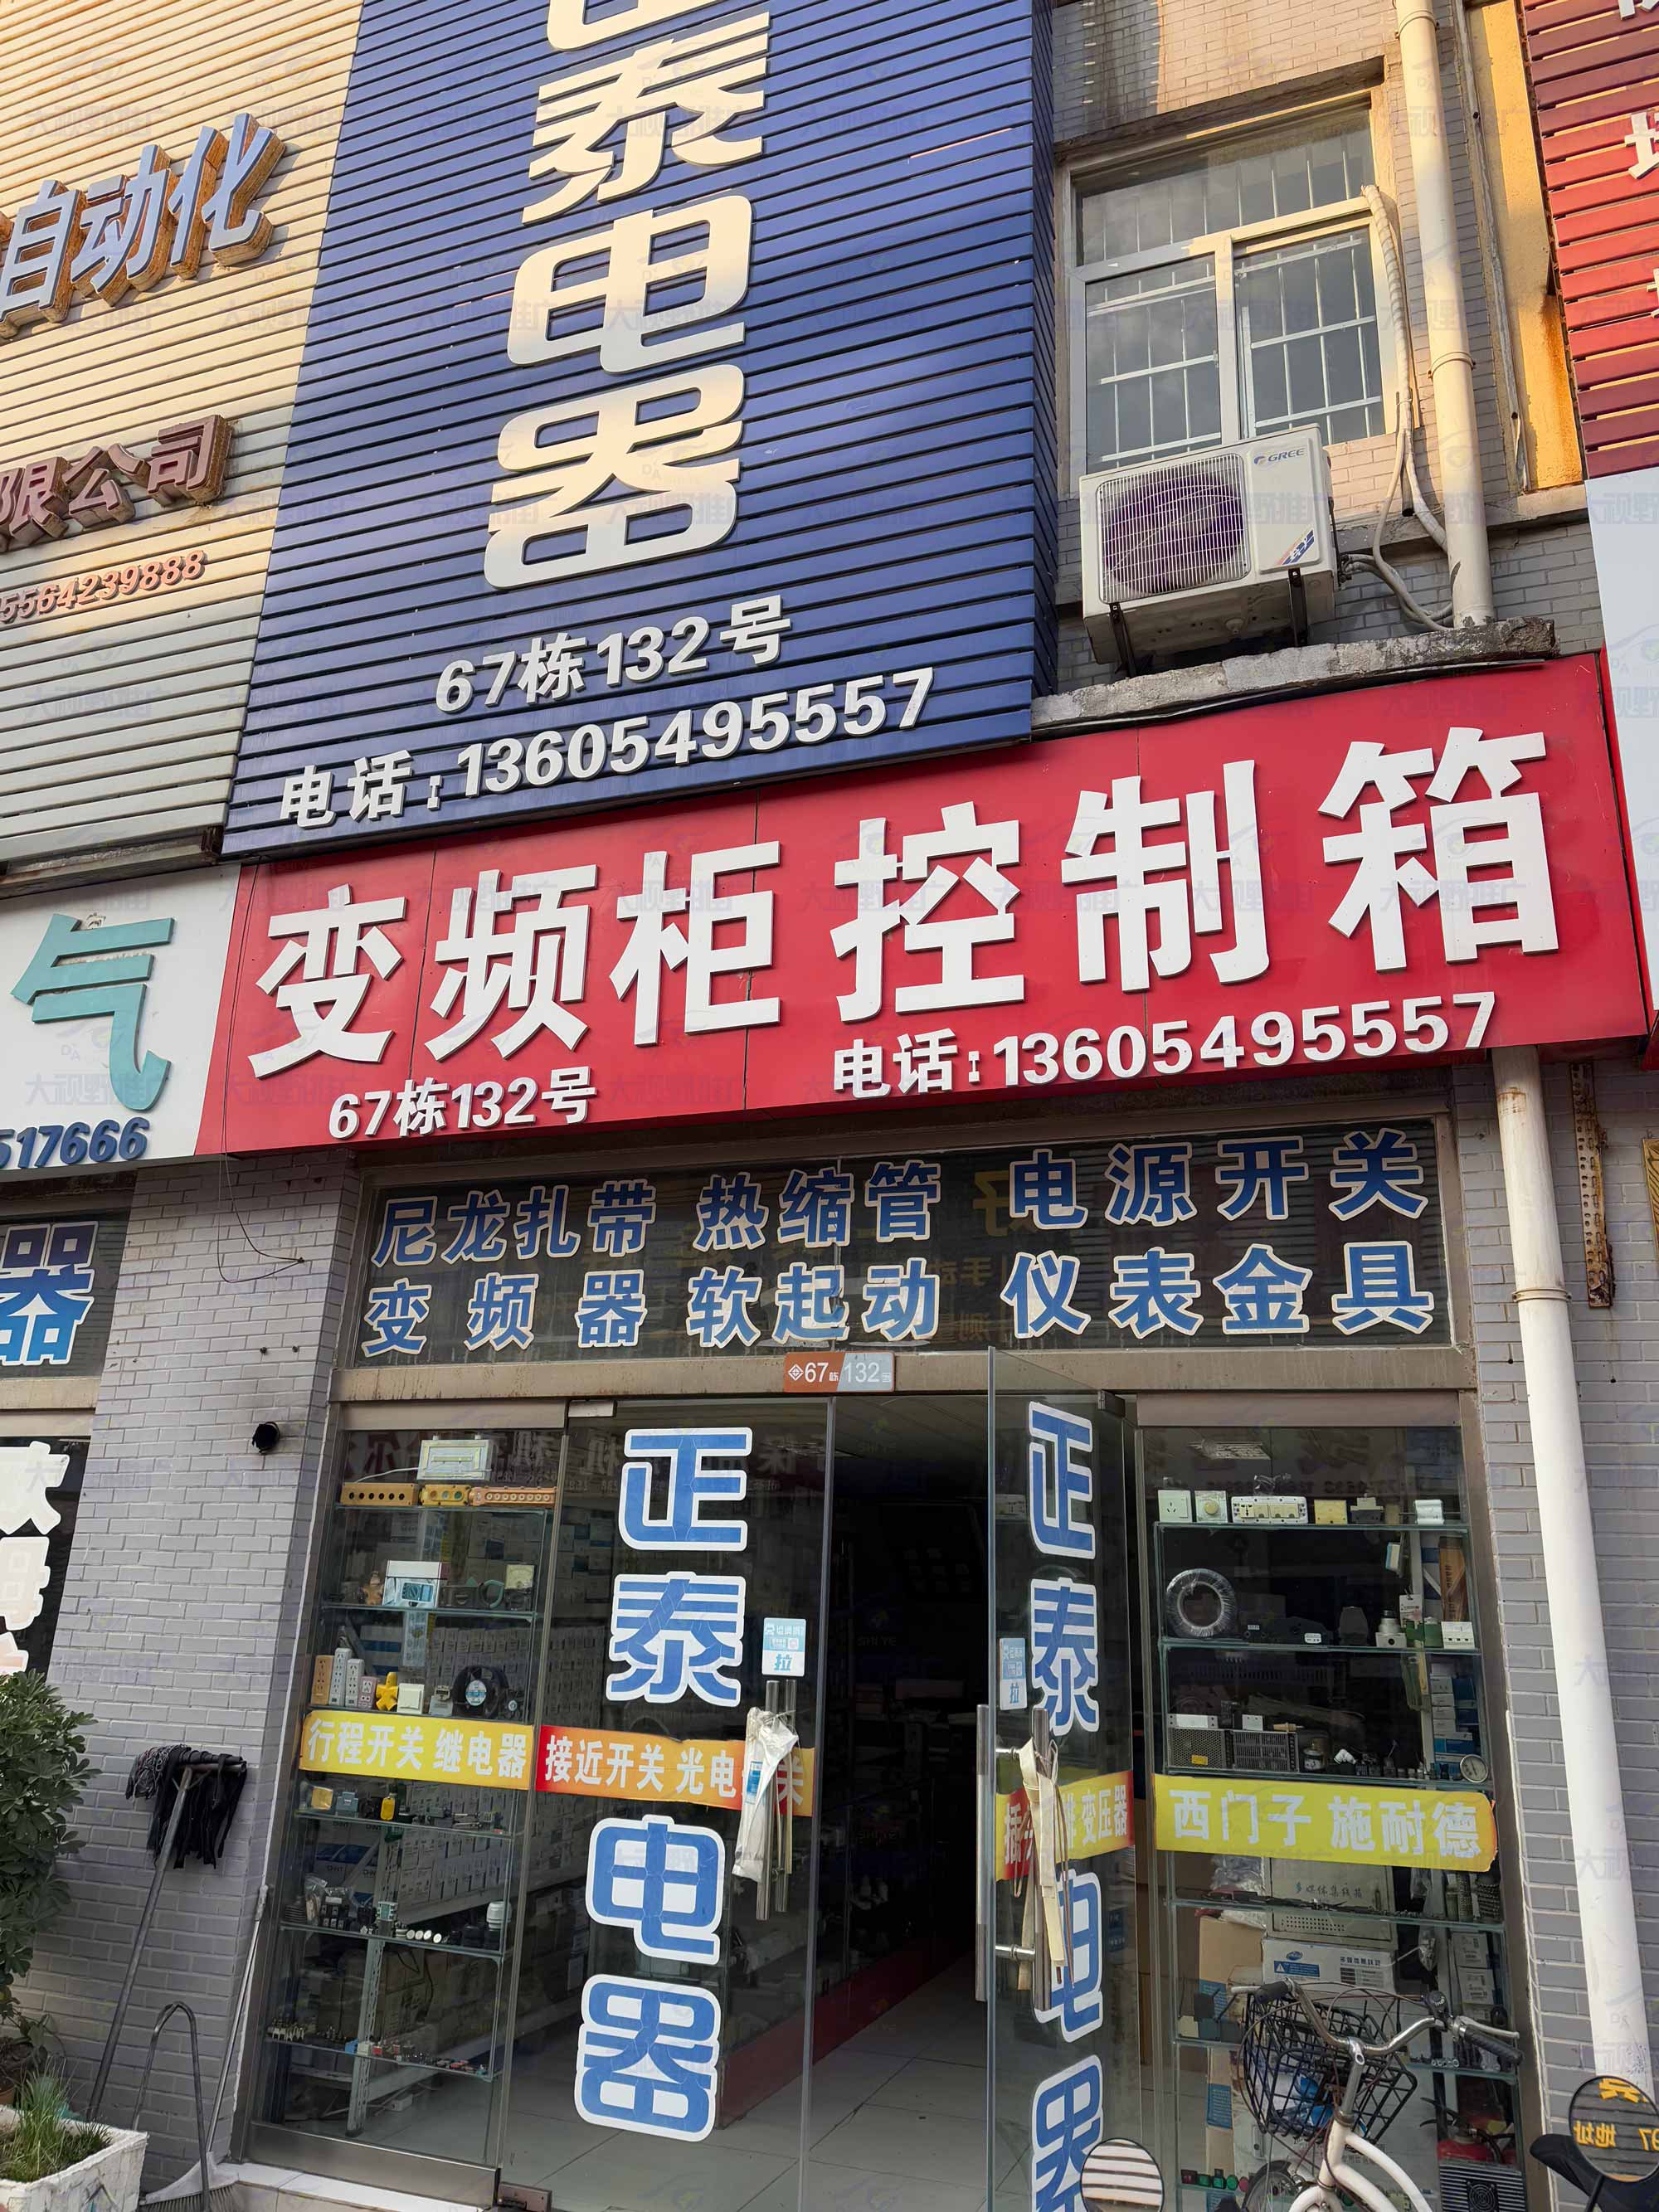 自动化
限公司
5564239888
正泰电器
67栋132号
电话:13605495557
GREE
气
517666
变频柜控制箱
67栋132号
电话:13605495557
尼龙扎带 热缩管 电源开关
变频器 软起动 仪表金具
器
67栋132号
正泰电器
正泰电器
拉
拉
行程开关 继电器
接近开关 光电
变压器
西门子 施耐德